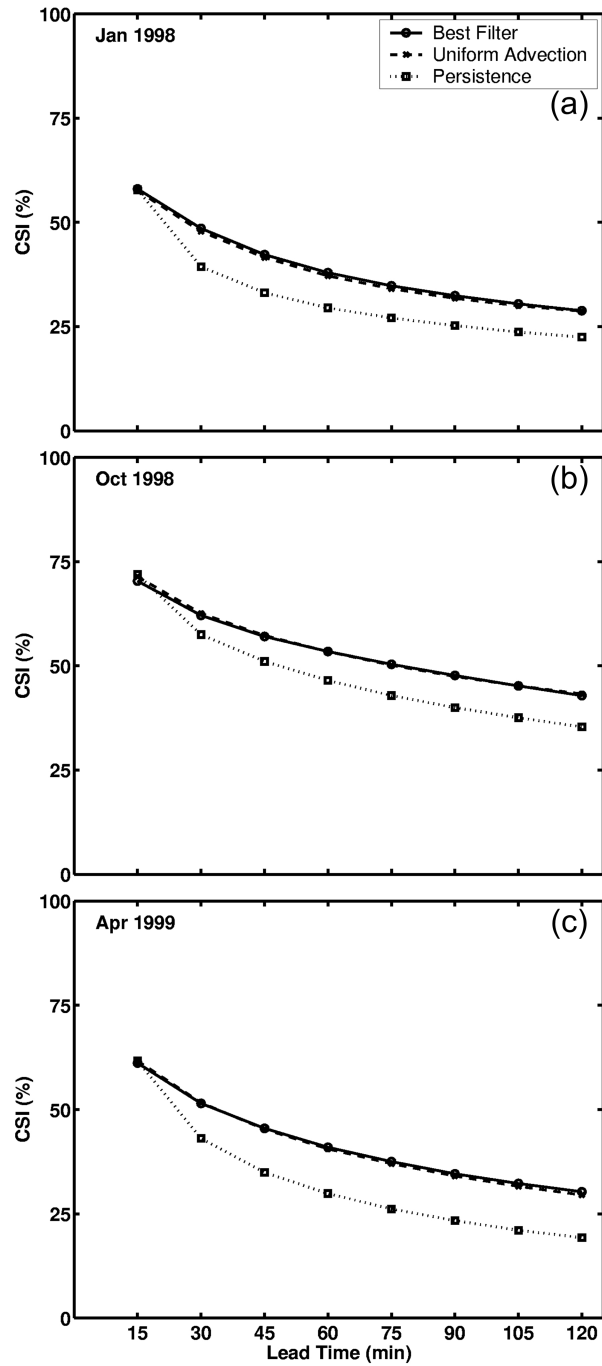 100
Jan 1998
Best Filter
Uniform Advection
Persistence
(a)
75
CSI (%)
50
25
0
100
Oct 1998
(b)
75
CSI (%)
50
25
0
100
Apr 1999
(c)
75
CSI (%)
50
25
0
15 30 45 60 75 90 105 120
Lead Time (min)